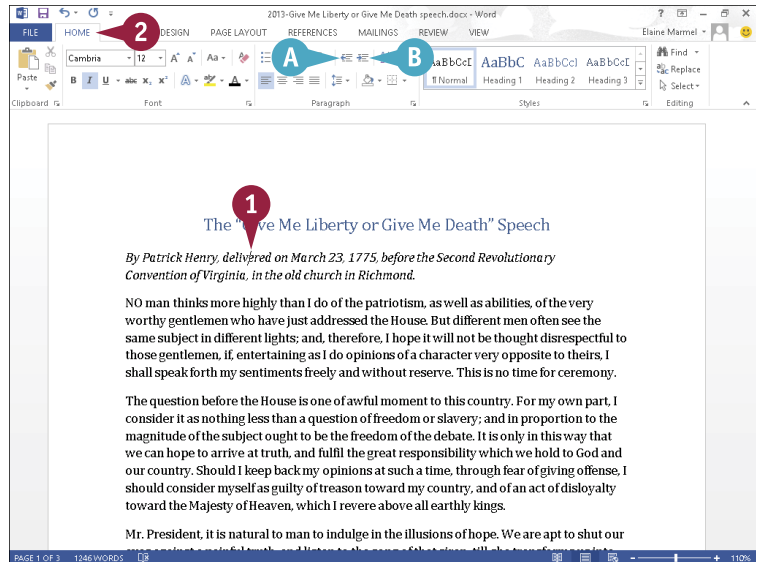 2013-Give Me Liberty or Give Me Death speech.docx - Word
FILE HOME 2 DESIGN PAGE LAYOUT REFERENCES MAILINGS REVIEW VIEW Elaine Marmel
Cambria 12 A A Aa A B AaBbCcI AaBbC AaBbCcI AaBbCcI Find
Paste Replace
B I U abc X₂ X² A A ¶ Normal Heading 1 Heading 2 Heading 3 Select
Clipboard Font Paragraph Styles Editing
1
The "Give Me Liberty or Give Me Death" Speech
By Patrick Henry, delivered on March 23, 1775, before the Second Revolutionary
Convention of Virginia, in the old church in Richmond.
NO man thinks more highly than I do of the patriotism, as well as abilities, of the very
worthy gentlemen who have just addressed the House. But different men often see the
same subject in different lights; and, therefore, I hope it will not be thought disrespectful to
those gentlemen, if, entertaining as I do opinions of a character very opposite to theirs, I
shall speak forth my sentiments freely and without reserve. This is no time for ceremony.
The question before the House is one of awful moment to this country. For my own part, I
consider it as nothing less than a question of freedom or slavery; and in proportion to the
magnitude of the subject ought to be the freedom of the debate. It is only in this way that
we can hope to arrive at truth, and fulfil the great responsibility which we hold to God and
our country. Should I keep back my opinions at such a time, through fear of giving offense, I
should consider myself as guilty of treason toward my country, and of an act of disloyalty
toward the Majesty of Heaven, which I revere above all earthly kings.
Mr. President, it is natural to man to indulge in the illusions of hope. We are apt to shut our
PAGE 1 OF 3 1246 WORDS 110%